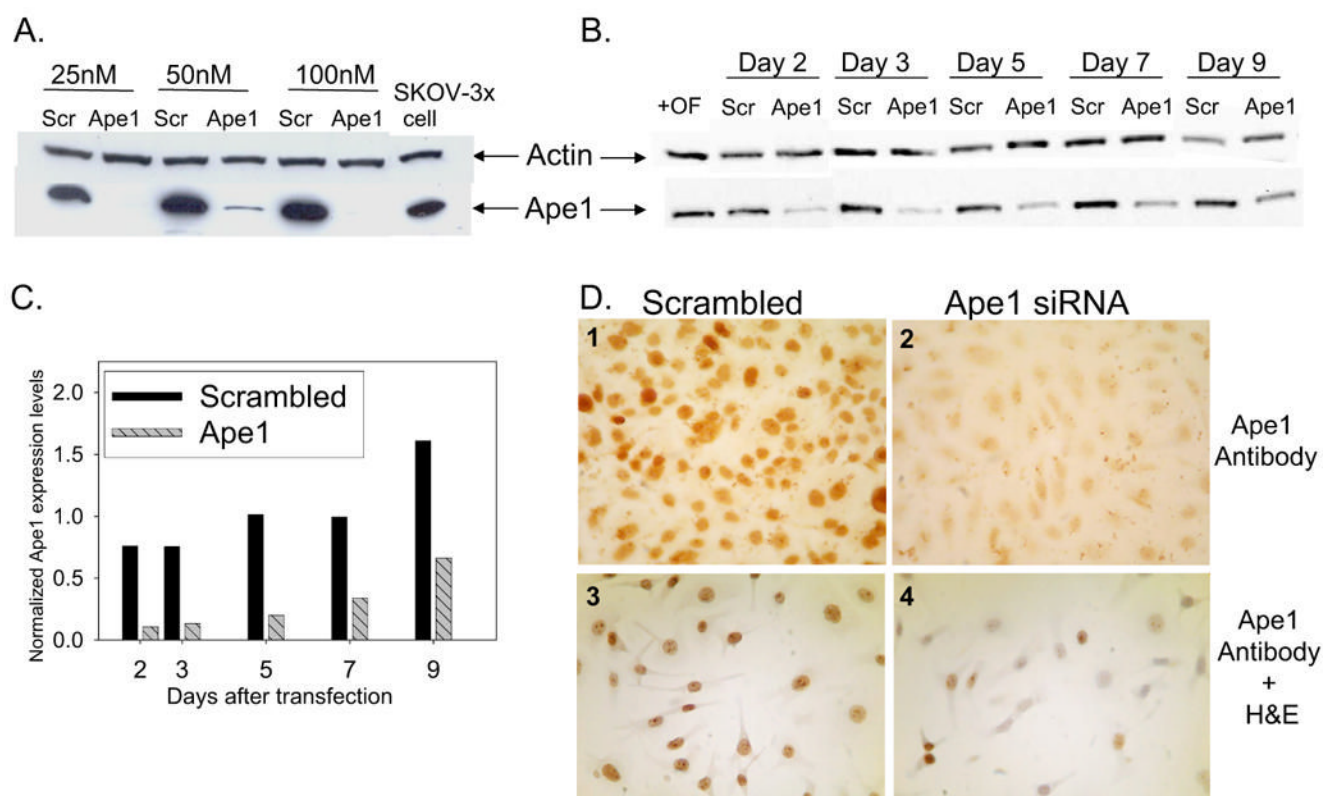 A.
25nM 50nM 100nM SKOV-3x
Scr Ape1 Scr Ape1 Scr Ape1 cell
Actin
Ape1
B.
Day 2 Day 3 Day 5 Day 7 Day 9
+OF Scr Ape1 Scr Ape1 Scr Ape1 Scr Ape1 Scr Ape1
C.
Normalized Ape1 expression levels
2.0
1.5
1.0
0.5
0.0
Scrambled
Ape1
2 3 5 7 9
Days after transfection
D.
Scrambled Ape1 siRNA
1 2
Ape1
Antibody
3 4
Ape1
Antibody
+
H&E